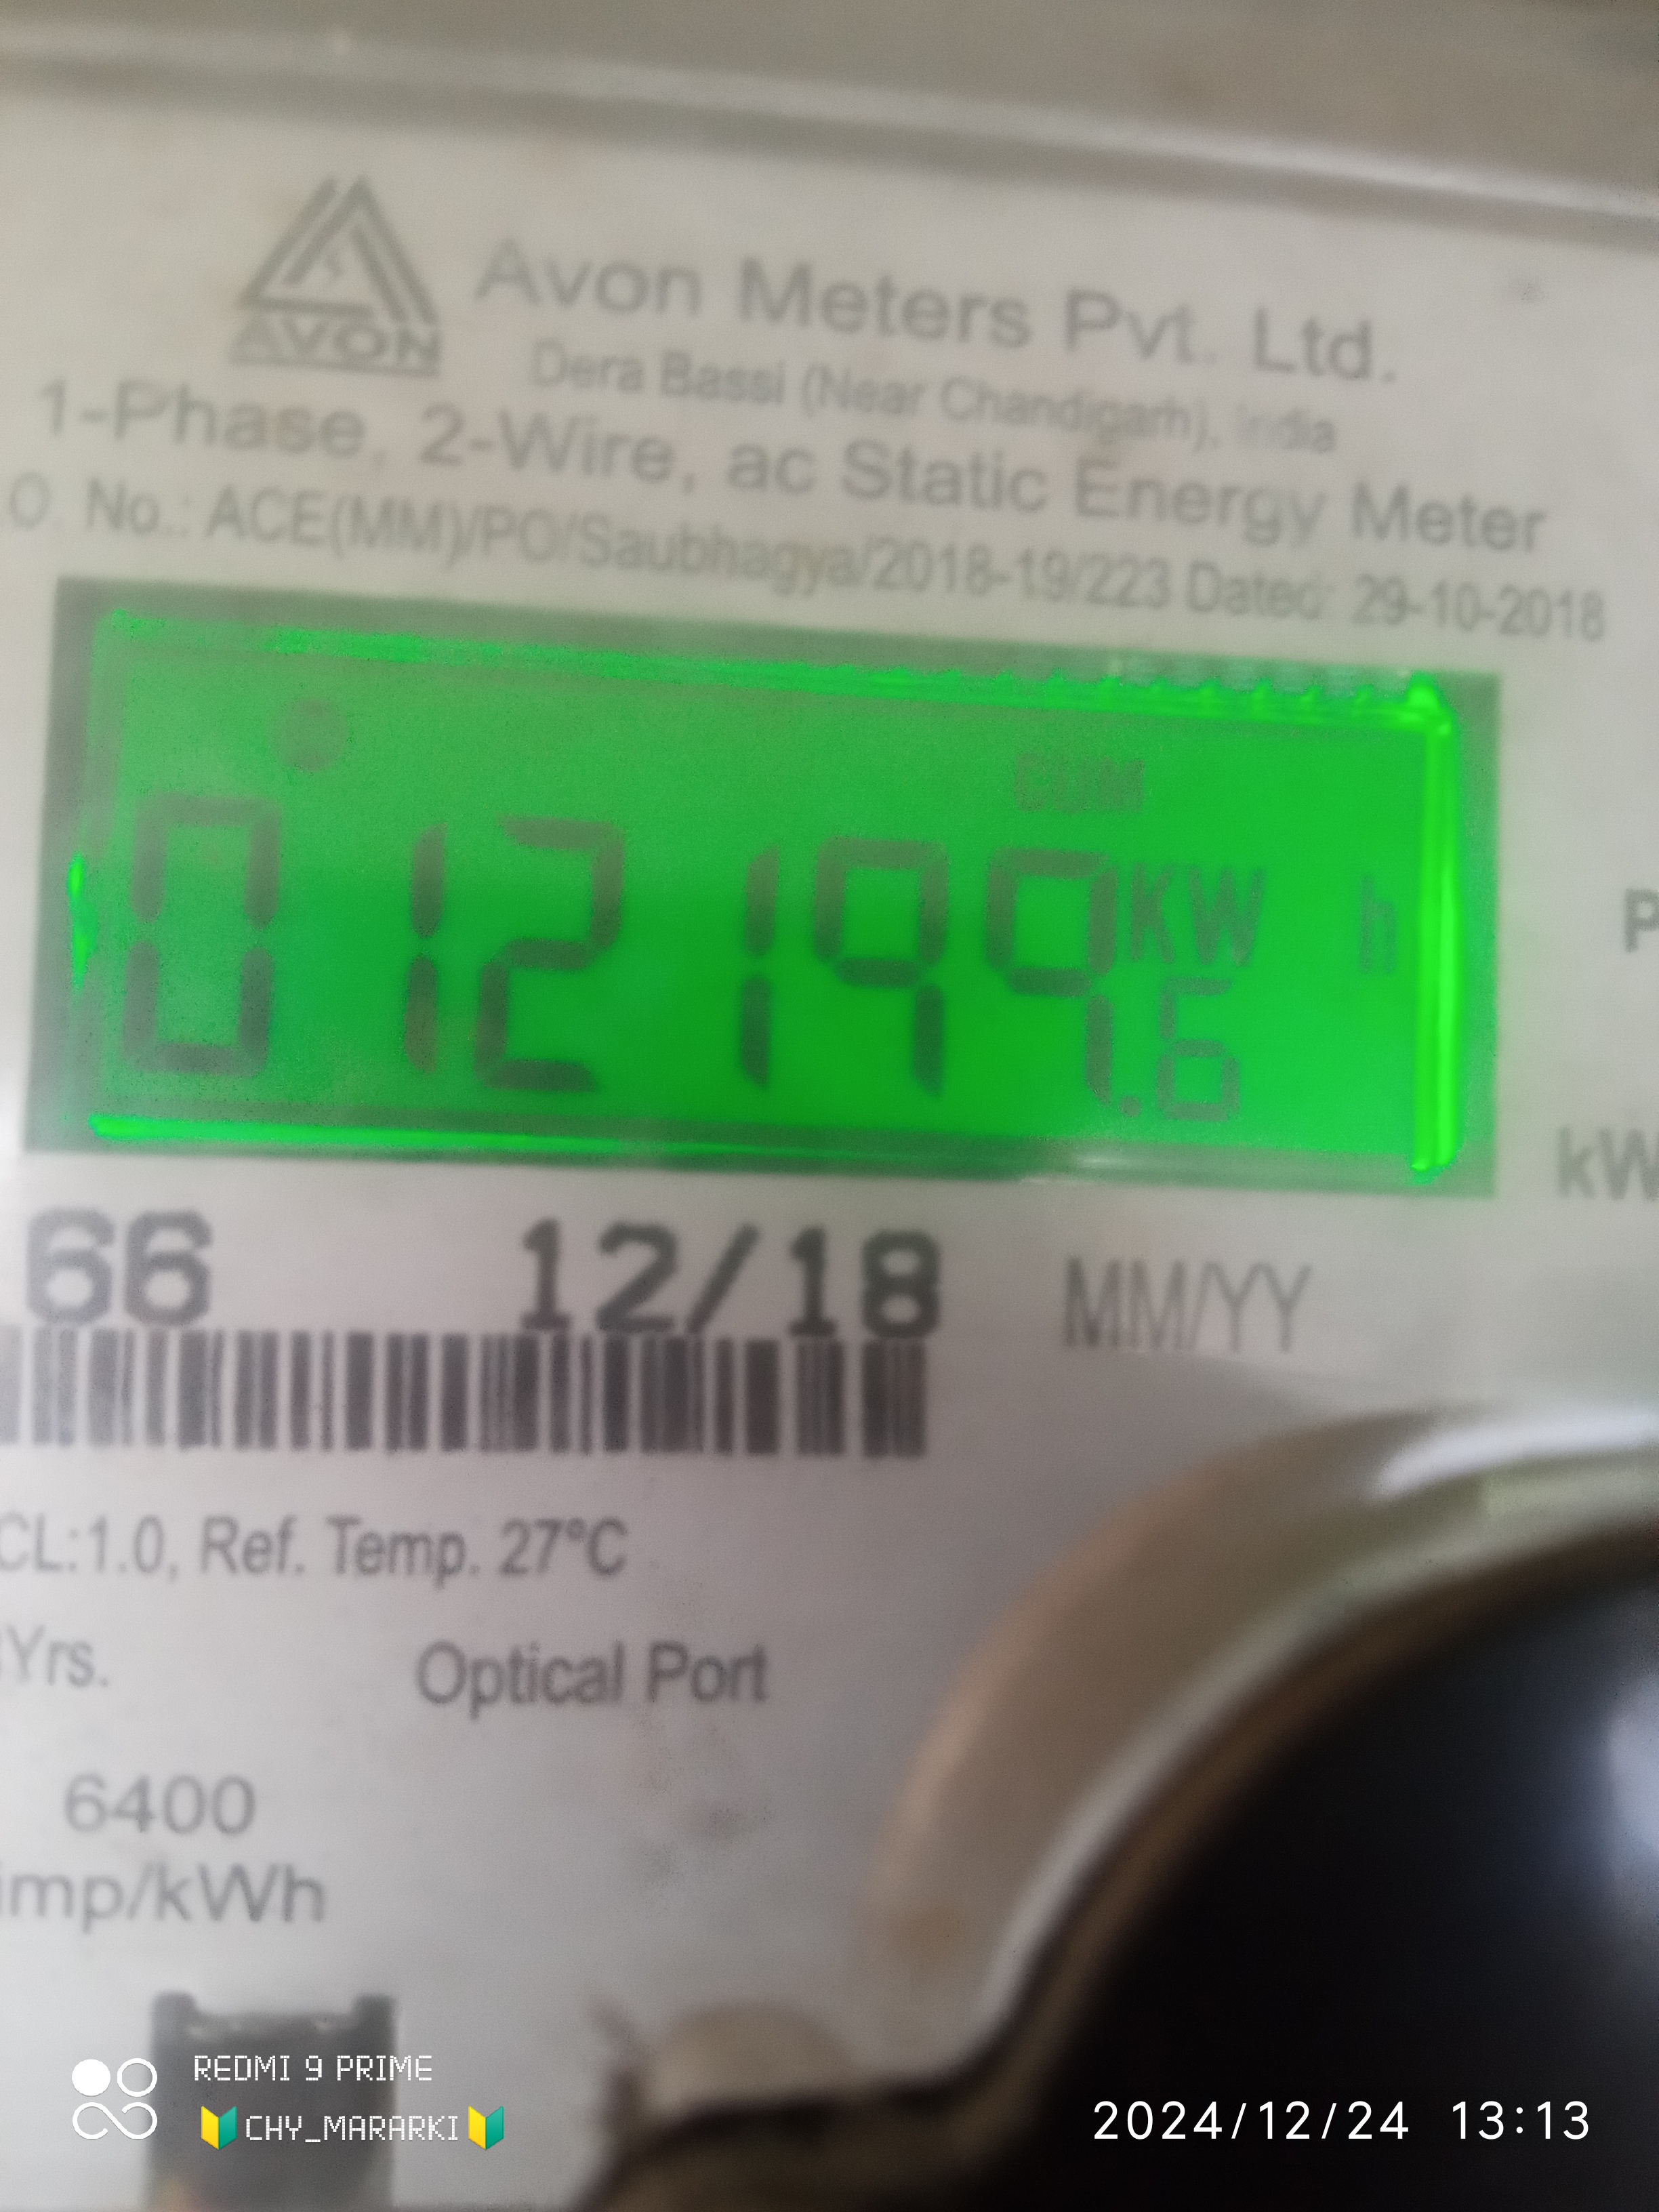 AVON
Avon Meters Pvt. Ltd.
Dera Bassi (Near Chandigarh), India
1-Phase, 2-Wire, ac Static Energy Meter
.O. No.: ACE(MM)/PO/Saubhagya/2018-19/223 Dated: 29-10-2018
CUM
012199.6 KW h
P
kW
66 12/18 MM/YY
CL:1.0, Ref. Temp. 27°C
Yrs.
Optical Port
6400
imp/kWh
REDMI 9 PRIME
🔰CHY_MARARKI🔰
2024/12/24 13:13